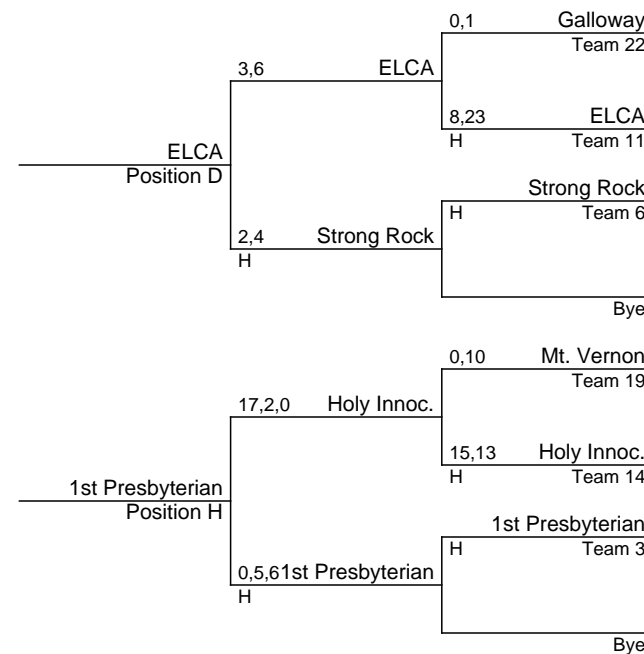 0,1 Galloway
Team 22
3,6 ELCA
8,23 ELCA
H Team 11
ELCA
Position D
Strong Rock
H Team 6
2,4 Strong Rock
H
Bye
0,10 Mt. Vernon
Team 19
17,2,0 Holy Innoc.
15,13 Holy Innoc.
H Team 14
1st Presbyterian
Position H
1st Presbyterian
H Team 3
0,5,6 1st Presbyterian
H
Bye